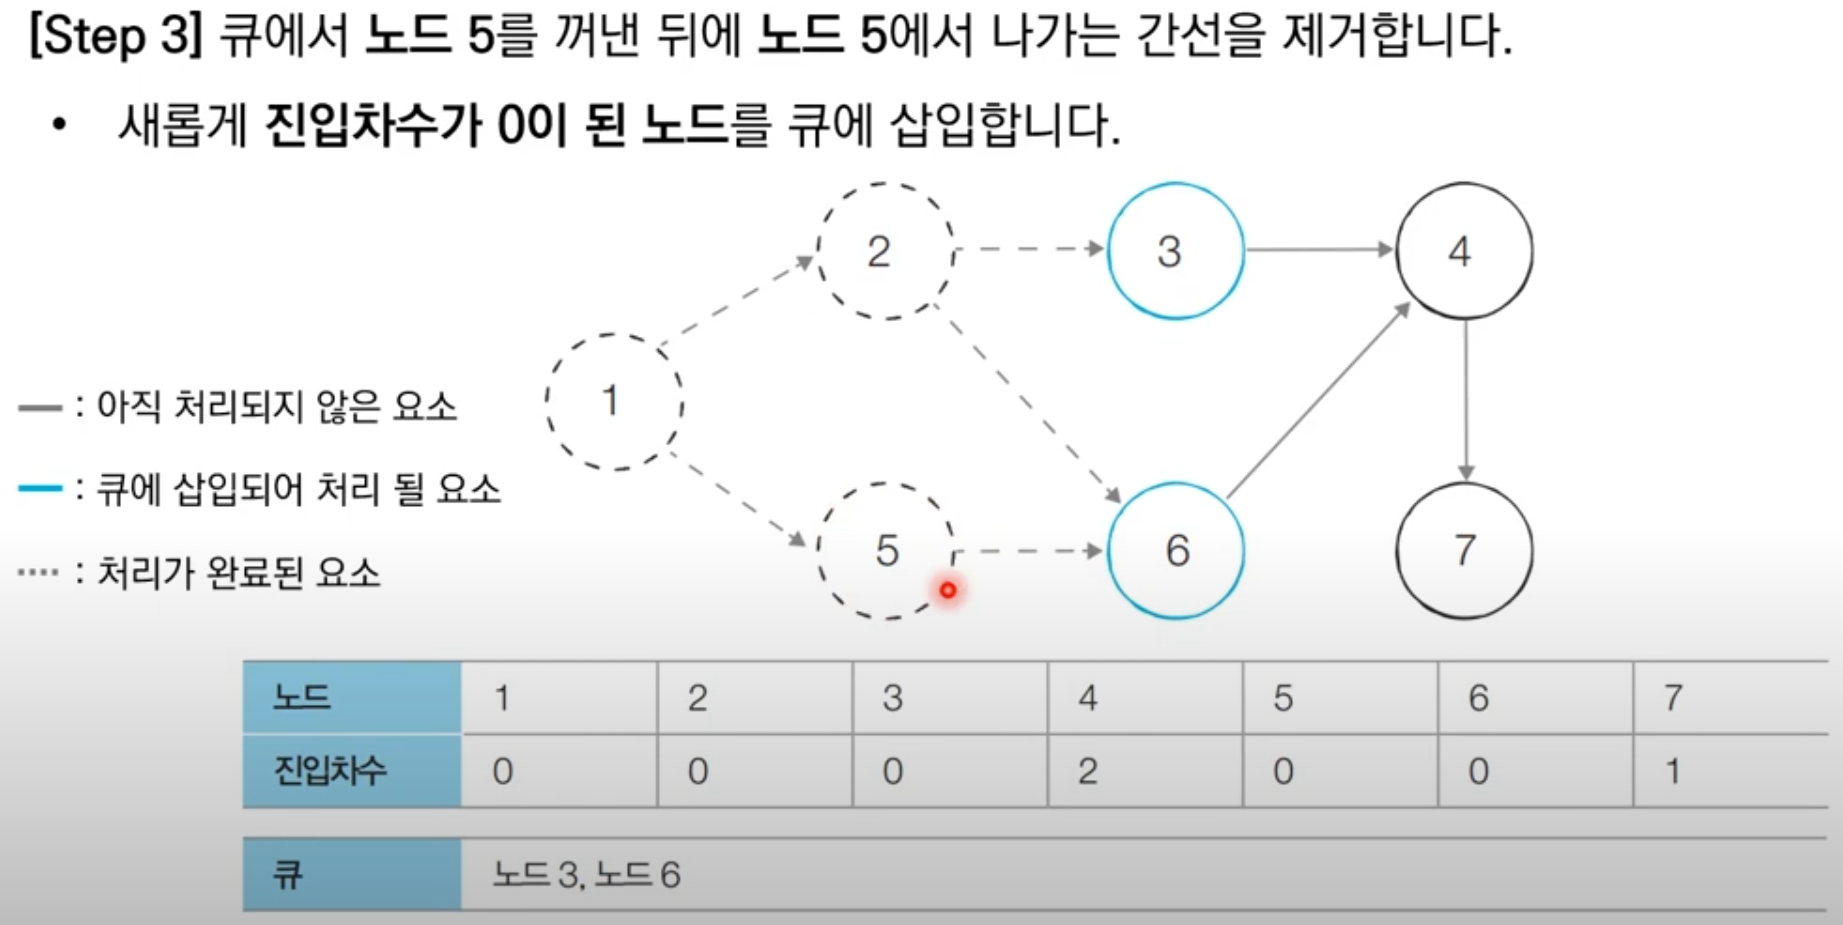 [Step 3] 큐에서 노드 5를 꺼낸 뒤에 노드 5에서 나가는 간선을 제거합니다.
• 새롭게 진입차수가 0이 된 노드를 큐에 삽입합니다.
2 3 4
1
: 아직 처리되지 않은 요소
: 큐에 삽입되어 처리 될 요소
5 6 7
: 처리가 완료된 요소
노드 1 2 3 4 5 6 7
진입차수 0 0 0 2 0 0 1
큐 노드 3, 노드 6